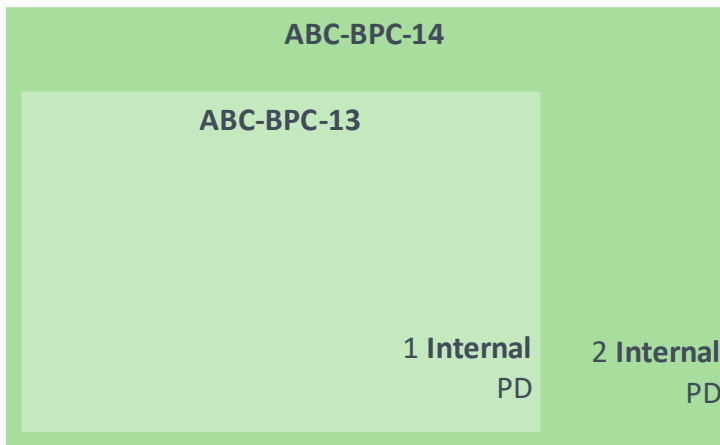 ABC-BPC-14
ABC-BPC-13
1 Internal
PD
2 Internal
PD